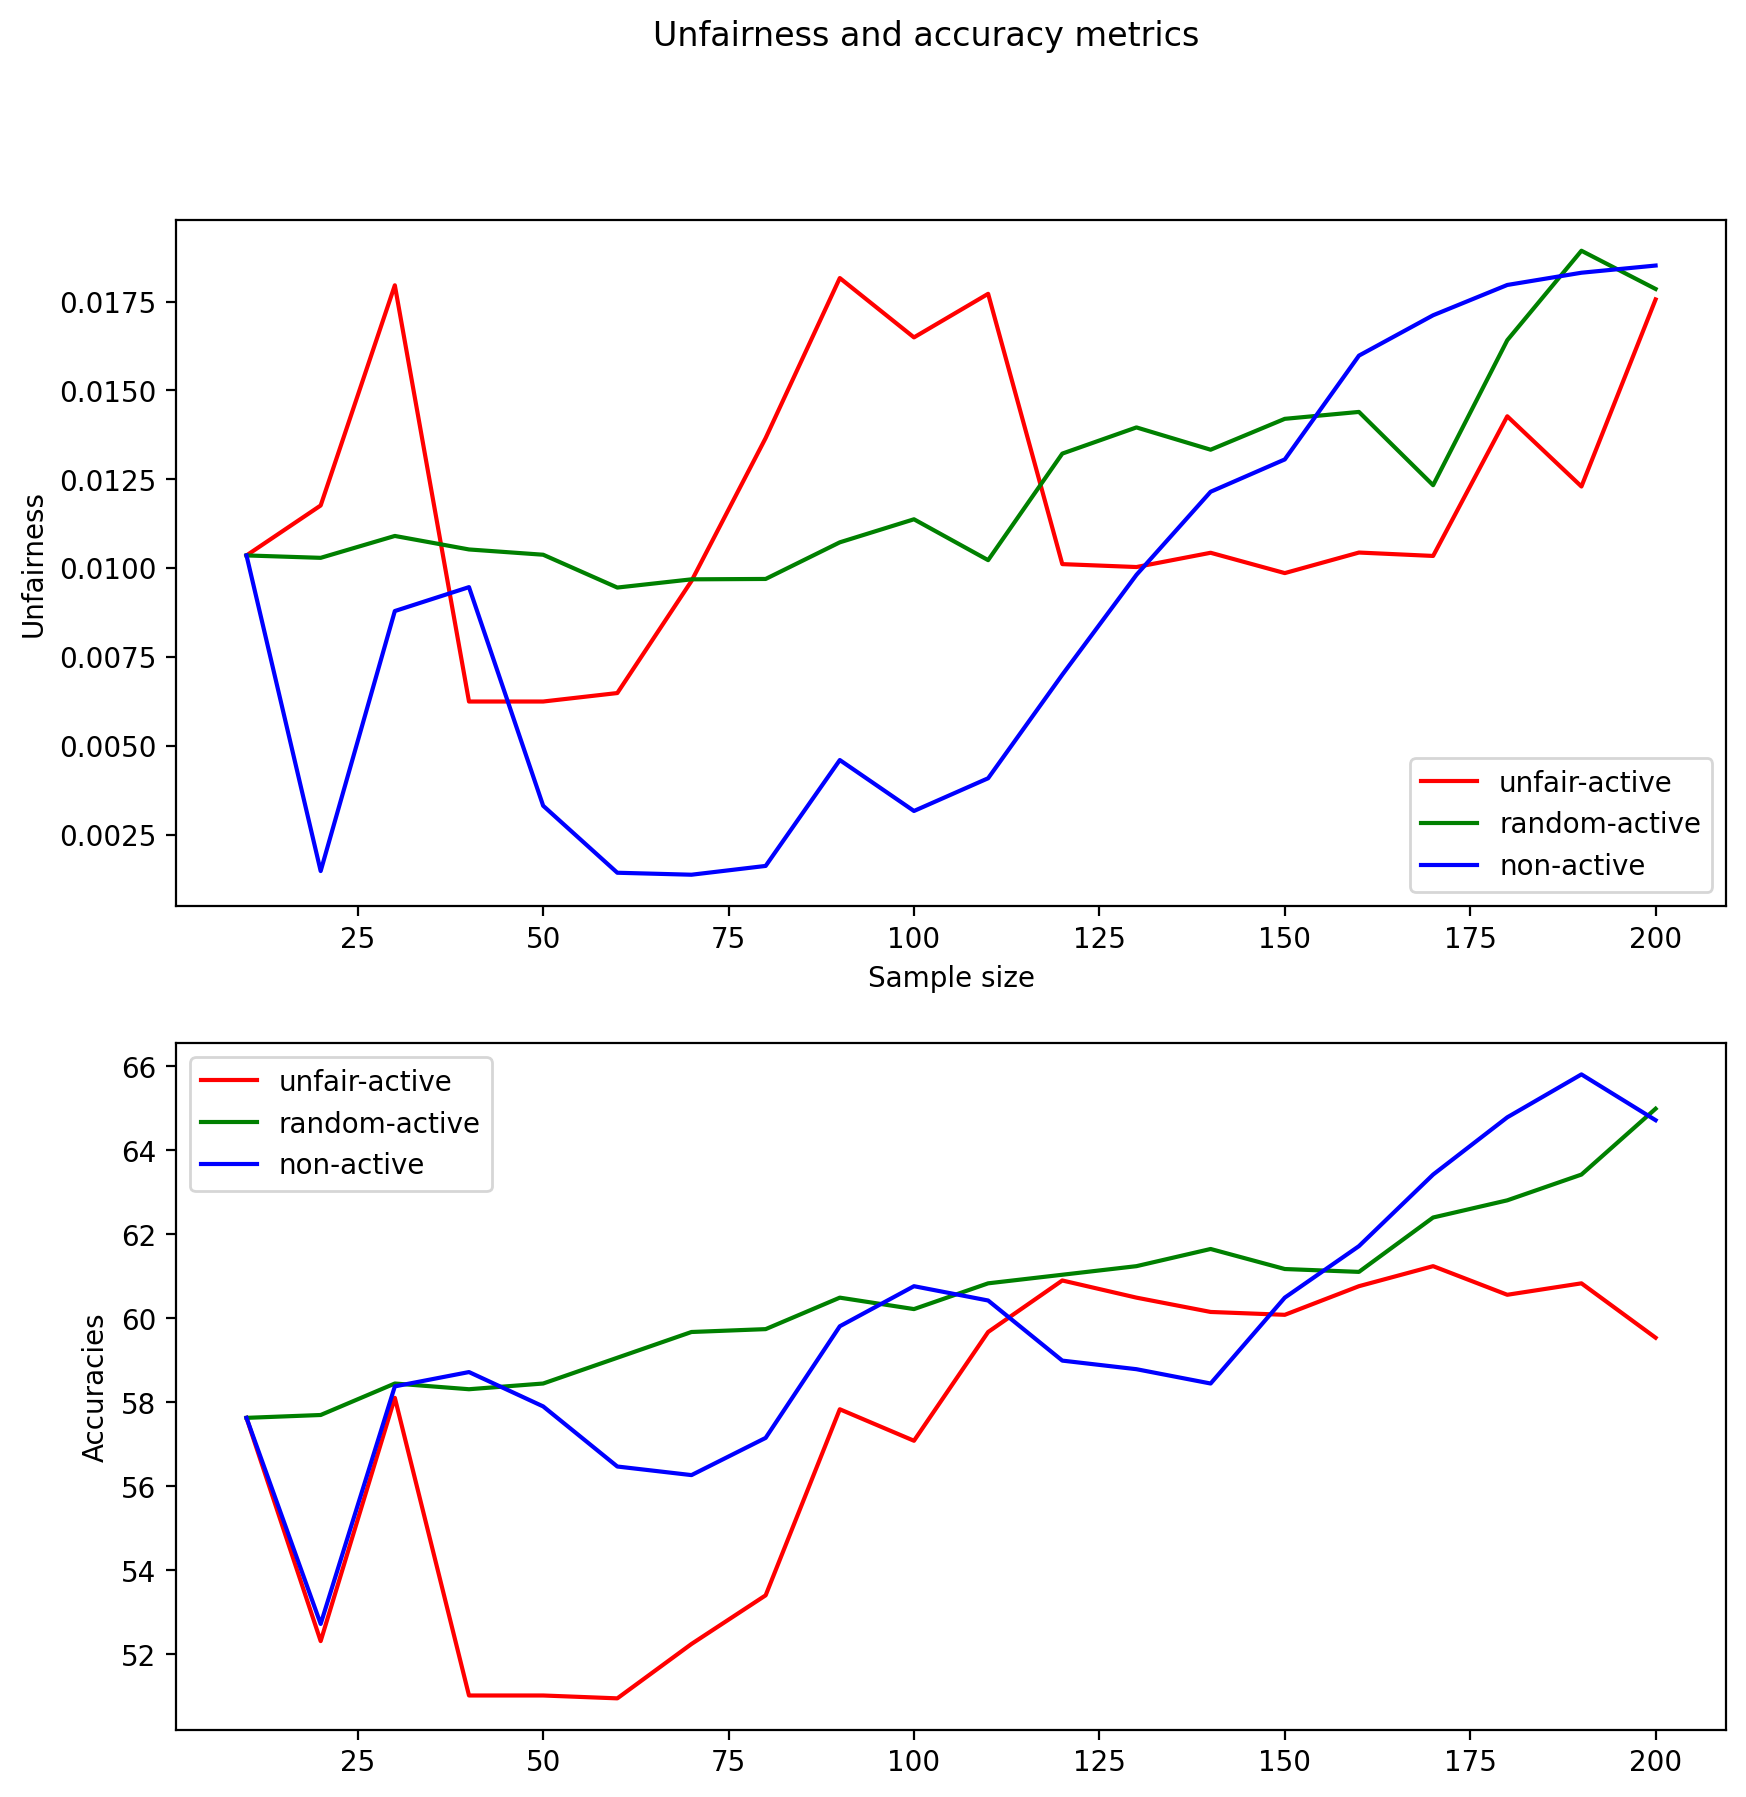 Unfairness and accuracy metrics
Unfairness
0.0175
0.0150
0.0125
0.0100
0.0075
0.0050
0.0025
unfair-active
random-active
non-active
25 50 75 100 125 150 175 200
Sample size
Accuracies
66
64
62
60
58
56
54
52
unfair-active
random-active
non-active
25 50 75 100 125 150 175 200